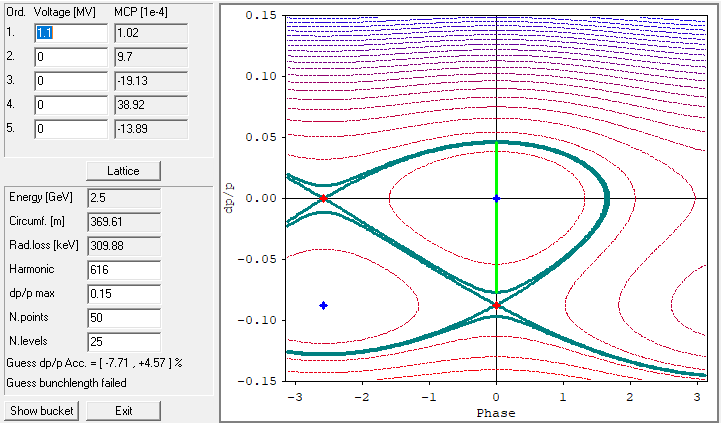 Ord. Voltage [MV] MCP [1e-4]
1. 1.1 1.02
2. 0 9.7
3. 0 -19.13
4. 0 38.92
5. 0 -13.89
Lattice
Energy [GeV] 2.5
Circumf. [m] 369.61
Rad.loss [keV] 309.88
Harmonic 616
dp/p max 0.15
N.points 50
N.levels 25
Guess dp/p Acc. = [ -7.71 , +4.57 ] %
Guess bunchlength failed
Show bucket Exit
0.15
0.10
0.05
0.00
-0.05
-0.10
-0.15
dp/p
-3 -2 -1 0 1 2 3
Phase